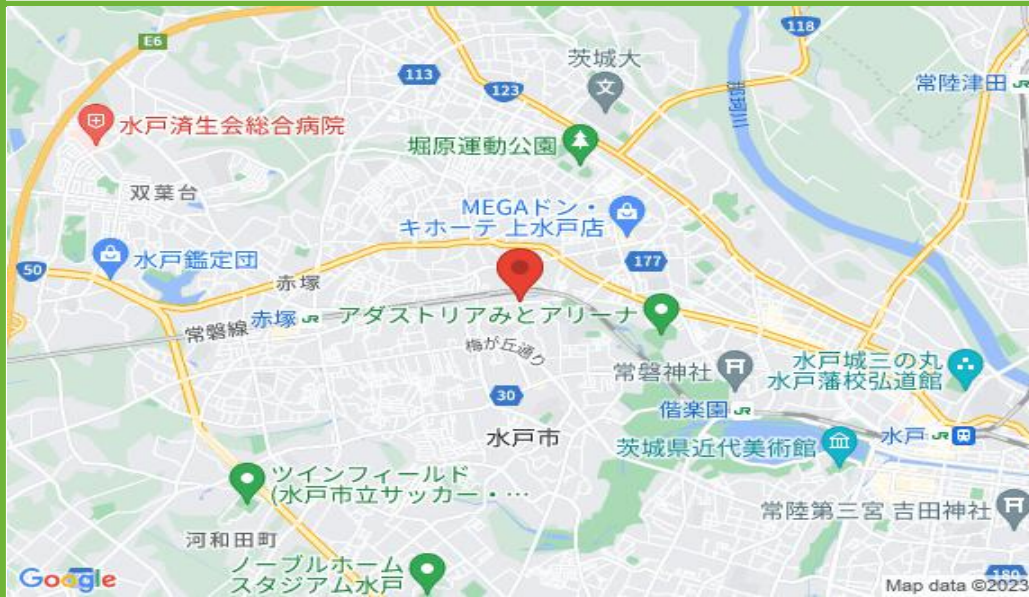 E6
118
茨城大
113
123
那珂川
常陸津田
JR
水戸済生会総合病院
堀原運動公園
双葉台
MEGAドン・
キホーテ 上水戸店
水戸鑑定団
177
50
赤塚
常磐線
赤塚 JR
アダストリアみとアリーナ
梅が丘通り
常磐神社
水戸城三の丸
水戸藩校弘道館
30
偕楽園 JR
水戸市
茨城県近代美術館
水戸 JR
ツインフィールド
(水戸市立サッカー・…
常陸第三宮 吉田神社
河和田町
ノーブルホーム
スタジアム水戸
180
Google
Map data ©2023